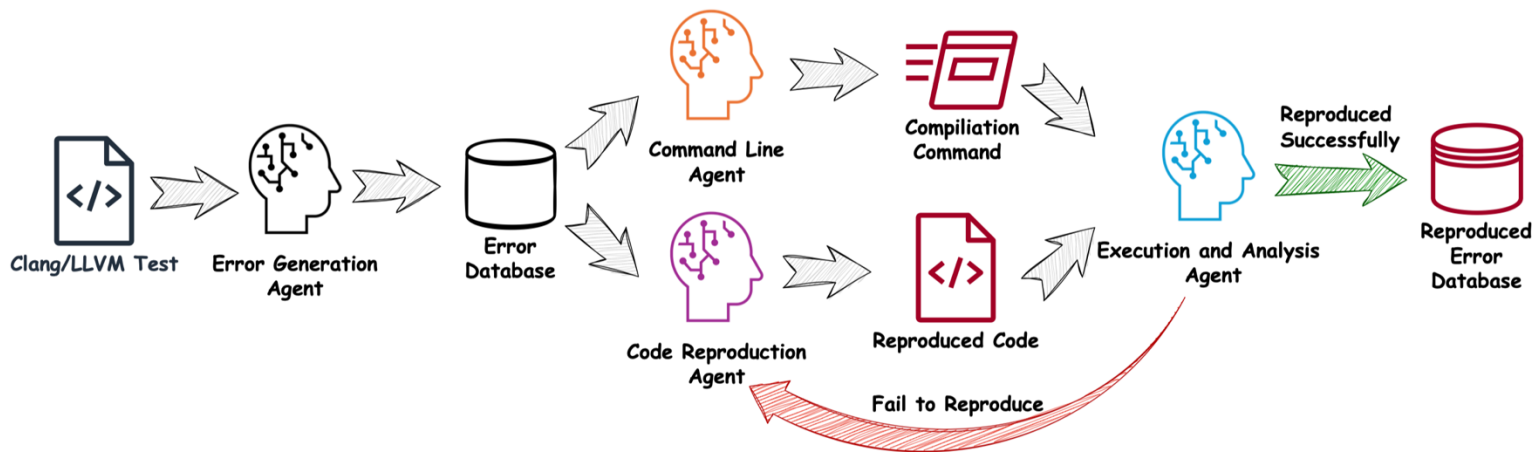 Clang/LLVM Test
Error Generation
Agent
Error
Database
Command Line
Agent
Compiliation
Command
Code Reproduction
Agent
Reproduced Code
Execution and Analysis
Agent
Reproduced
Successfully
Fail to Reproduce
Reproduced
Error
Database